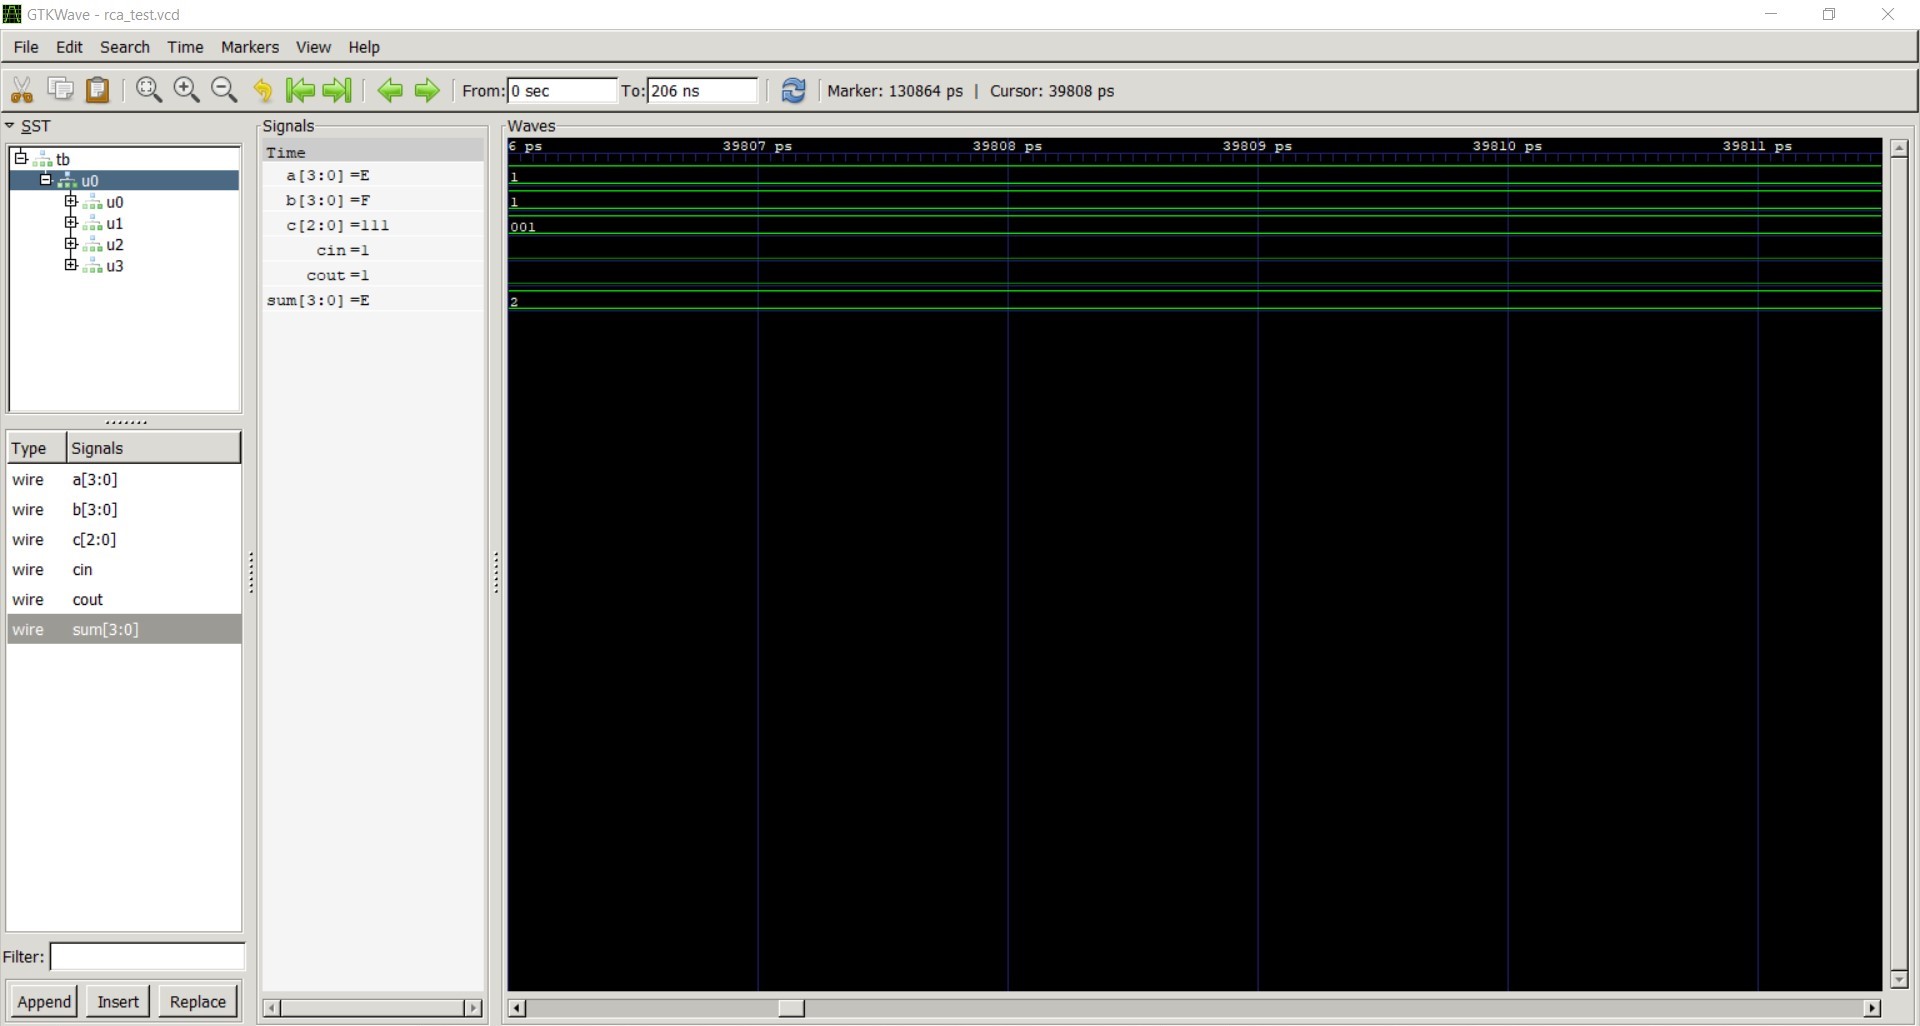 GTKWave - rca_test.vcd
File Edit Search Time Markers View Help
From: 0 sec To: 206 ns Marker: 130864 ps | Cursor: 39808 ps
SST
tb
u0
u0
u1
u2
u3
Type Signals
wire a[3:0]
wire b[3:0]
wire c[2:0]
wire cin
wire cout
wire sum[3:0]
Filter:
Append Insert Replace
Signals
Time
a[3:0] =E
b[3:0] =F
c[2:0] =111
cin =1
cout =1
sum[3:0] =E
Waves
6 ps 39807 ps 39808 ps 39809 ps 39810 ps 39811 ps
1
1
001
2